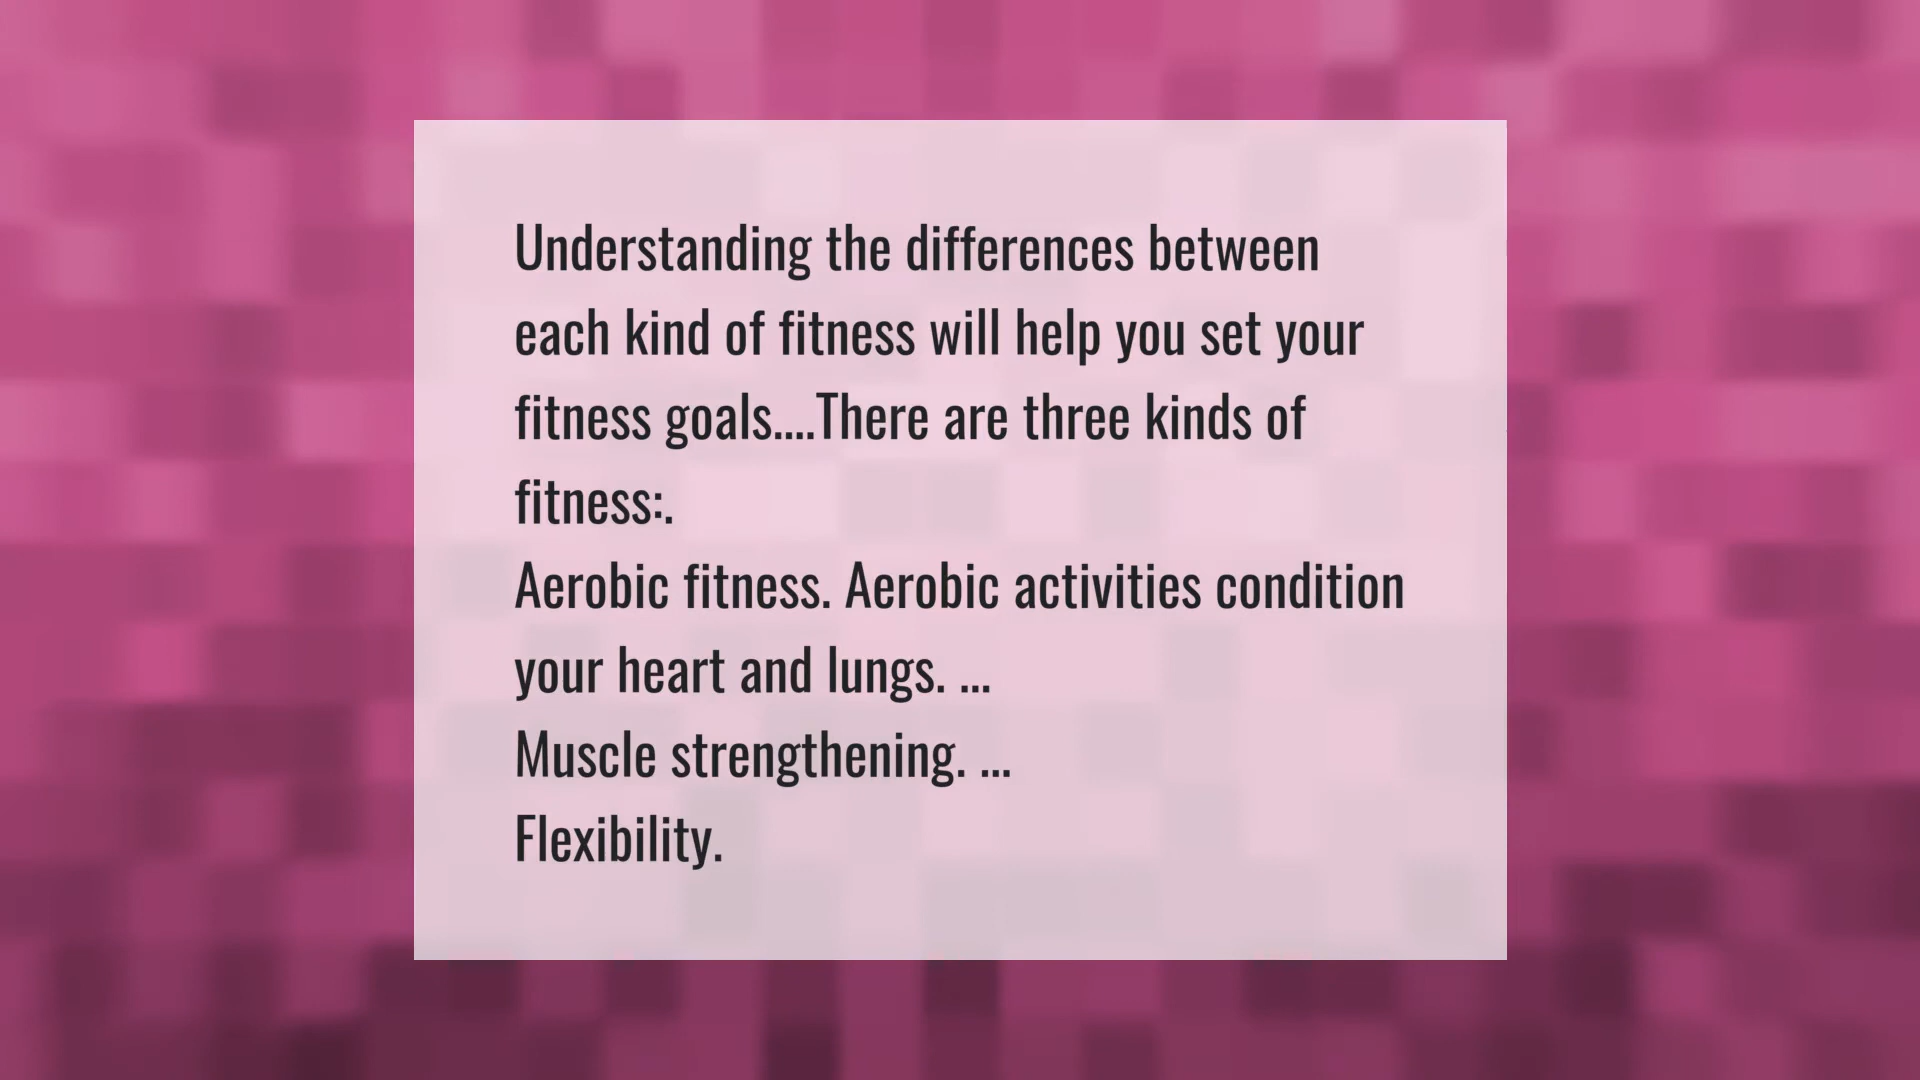 Understanding the differences between
each kind of fitness will help you set your
fitness goals....There are three kinds of
fitness:.
Aerobic fitness. Aerobic activities condition
your heart and lungs. ...
Muscle strengthening. ...
Flexibility.